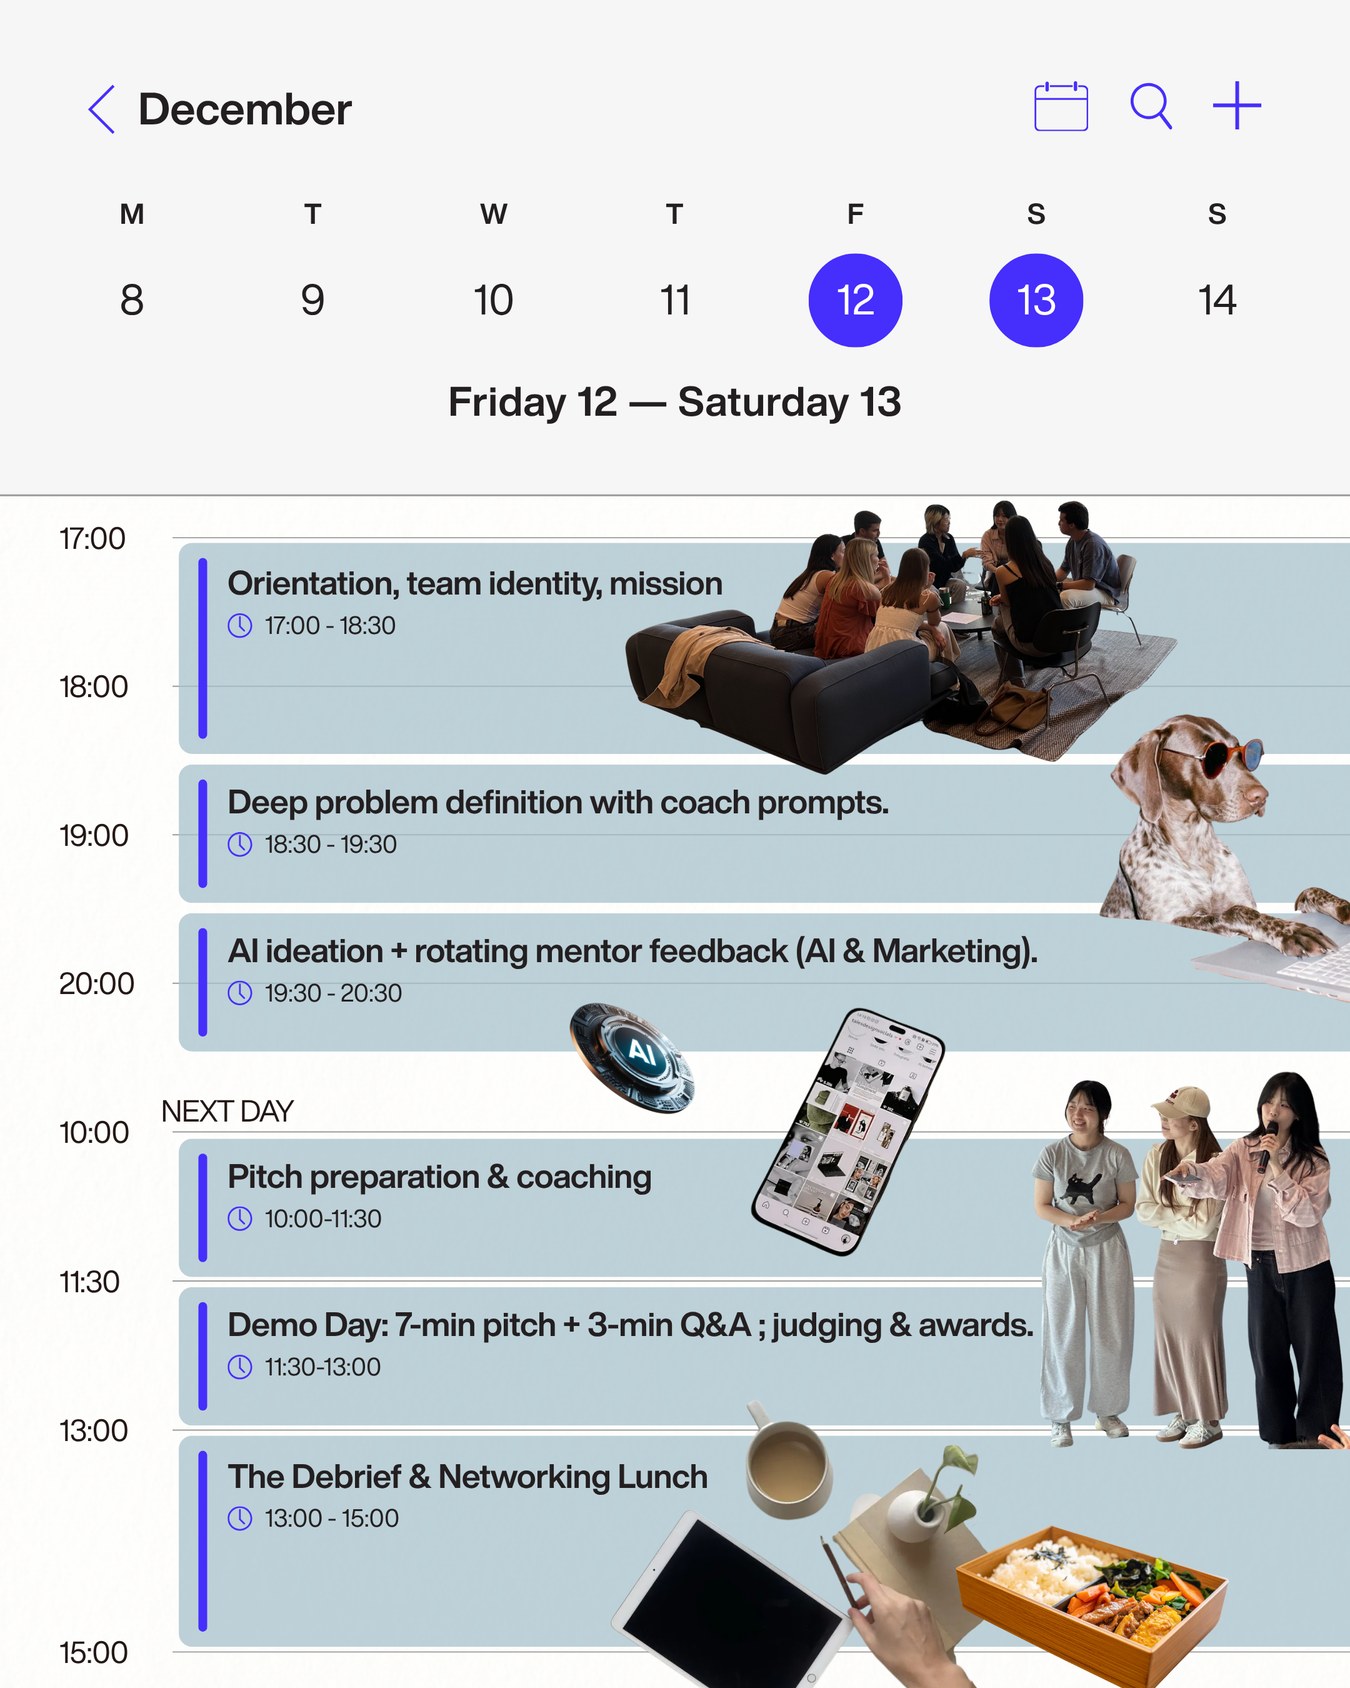 December
M T W T F S S
8 9 10 11 12 13 14
Friday 12 — Saturday 13
17:00
Orientation, team identity, mission
17:00 - 18:30
18:00
Deep problem definition with coach prompts.
19:00
18:30 - 19:30
AI ideation + rotating mentor feedback (AI & Marketing).
20:00
19:30 - 20:30
AI
NEXT DAY
10:00
Pitch preparation & coaching
10:00-11:30
11:30
Demo Day: 7-min pitch + 3-min Q&A ; judging & awards.
11:30-13:00
13:00
The Debrief & Networking Lunch
13:00 - 15:00
15:00